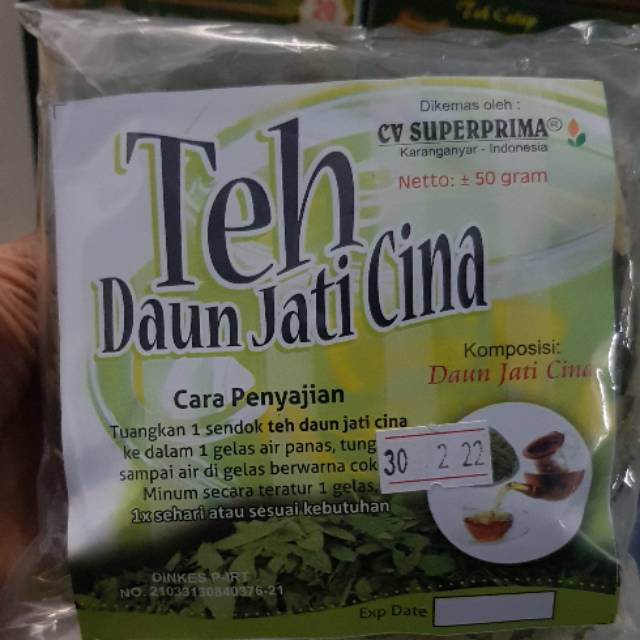 Teh Celup
Dikemas oleh :
CV SUPERPRIMA®
Karanganyar - Indonesia
Netto: ± 50 gram
Teh
Daun Jati Cina
Komposisi:
Daun Jati Cina
Cara Penyajian
Tuangkan 1 sendok teh daun jati cina
ke dalam 1 gelas air panas, tung
sampai air di gelas berwarna cok
Minum secara teratur 1 gelas,
1x sehari atau sesuai kebutuhan
30 2 22
DINKES P-IRT
NO. 21033130840376-21
Exp Date